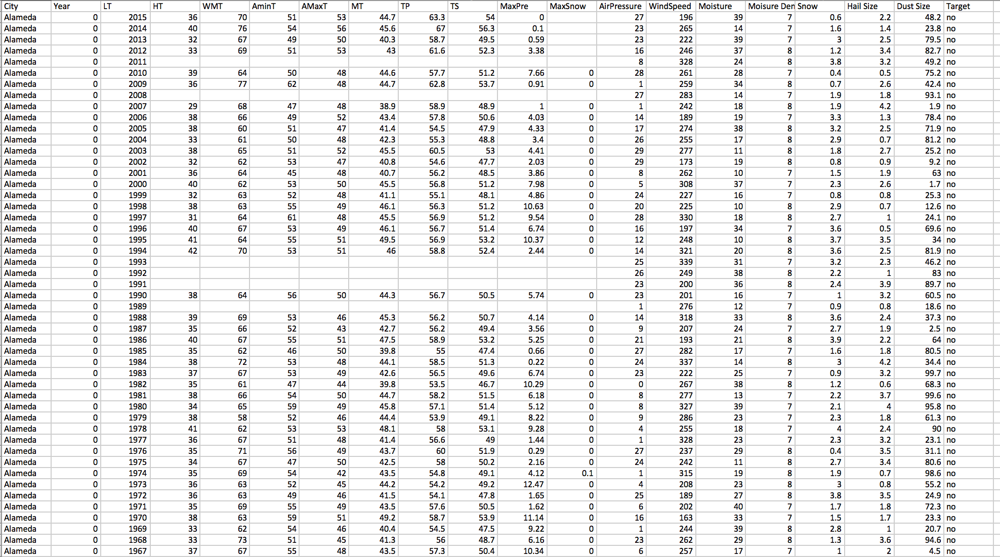 City Year LT HT WMT AminT AMaxT MT TP TS MaxPre MaxSnow AirPressure WindSpeed Moisture Moisure Den Snow Hail Size Dust Size Target
Alameda 0 2015 36 70 51 53 44.7 63.3 54 0 27 196 39 7 0.6 2.2 48.2 no
Alameda 0 2014 40 76 54 56 45.6 67 56.3 0.1 23 265 14 7 1.6 1.4 23.8 no
Alameda 0 2013 32 67 49 50 40.3 58.7 49.5 0.59 23 222 39 7 3 2.5 79.5 no
Alameda 0 2012 33 69 51 53 43 61.6 52.3 3.38 16 246 37 8 1.2 3.4 82.7 no
Alameda 0 2011 8 328 24 8 3.8 3.2 49.2 no
Alameda 0 2010 39 64 50 48 44.6 57.7 51.2 7.66 0 28 261 28 7 0.4 0.5 75.2 no
Alameda 0 2009 36 77 62 48 44.7 62.8 53.7 0.91 0 1 259 34 8 0.7 2.6 42.4 no
Alameda 0 2008 27 283 14 7 1.9 1.8 93.1 no
Alameda 0 2007 29 68 47 48 38.9 58.9 48.9 1 0 1 242 18 8 1.9 4.2 1.9 no
Alameda 0 2006 38 66 49 52 43.4 57.8 50.6 4.03 0 14 189 19 7 3.3 1.3 78.4 no
Alameda 0 2005 38 60 51 47 41.4 54.5 47.9 4.33 0 17 274 38 8 3.2 2.5 71.9 no
Alameda 0 2004 33 61 50 48 42.3 55.3 48.8 3.4 0 26 255 17 8 2.9 0.7 81.2 no
Alameda 0 2003 38 65 51 52 45.5 60.5 53 4.41 0 29 277 11 8 1.8 2.7 25.2 no
Alameda 0 2002 32 62 53 47 40.8 54.6 47.7 2.03 0 29 173 19 8 0.8 0.9 9.2 no
Alameda 0 2001 36 64 45 48 40.7 56.2 48.5 3.86 0 8 262 10 7 1.5 1.9 63 no
Alameda 0 2000 40 62 53 50 45.5 56.8 51.2 7.98 0 5 308 37 7 2.3 2.6 1.7 no
Alameda 0 1999 32 63 52 48 41.1 55.1 48.1 4.86 0 24 227 16 7 0.8 0.8 25.3 no
Alameda 0 1998 38 63 55 49 46.1 56.3 51.2 10.63 0 20 225 10 8 2.9 0.7 12.6 no
Alameda 0 1997 31 64 61 48 45.5 56.9 51.2 9.54 0 28 330 18 8 2.7 1 24.1 no
Alameda 0 1996 40 67 53 49 46.1 56.7 51.4 6.74 0 16 197 34 7 3.6 0.5 69.6 no
Alameda 0 1995 41 64 55 51 49.5 56.9 53.2 10.37 0 12 248 10 8 3.7 3.5 34 no
Alameda 0 1994 42 70 53 51 46 58.8 52.4 2.44 0 14 321 20 8 3.6 2.5 81.9 no
Alameda 0 1993 25 339 31 7 3.2 2.3 46.2 no
Alameda 0 1992 26 249 38 8 2.2 1 83 no
Alameda 0 1991 23 200 36 8 2.4 3.9 89.7 no
Alameda 0 1990 38 64 56 50 44.3 56.7 50.5 5.74 0 23 201 16 7 1 3.2 60.5 no
Alameda 0 1989 1 276 12 7 0.9 0.8 18.6 no
Alameda 0 1988 39 69 53 46 45.3 56.2 50.7 4.14 0 14 318 33 8 3.6 2.4 37.3 no
Alameda 0 1987 35 66 52 43 42.7 56.2 49.4 3.56 0 9 207 24 7 2.7 1.9 2.5 no
Alameda 0 1986 40 67 55 51 47.5 58.9 53.2 5.25 0 21 193 21 8 3.9 2.2 64 no
Alameda 0 1985 35 62 46 50 39.8 55 47.4 0.66 0 27 282 17 7 1.6 1.8 80.5 no
Alameda 0 1984 38 72 53 48 44.1 58.5 51.3 0.22 0 24 337 14 8 3 4.2 34.4 no
Alameda 0 1983 37 67 53 49 42.6 56.5 49.6 6.74 0 23 222 25 7 0.9 3.2 99.7 no
Alameda 0 1982 35 61 47 44 39.8 53.5 46.7 10.29 0 0 267 38 8 1.2 0.6 68.3 no
Alameda 0 1981 38 66 54 50 44.7 58.2 51.5 6.18 0 8 277 13 7 2.2 3.7 99.6 no
Alameda 0 1980 34 65 59 49 45.8 57.1 51.4 5.12 0 8 327 39 7 2.1 4 95.8 no
Alameda 0 1979 38 58 52 46 44.4 53.9 49.1 8.22 0 9 286 23 7 2.3 1.8 61.3 no
Alameda 0 1978 41 62 53 53 48.1 58 53.1 9.28 0 4 255 18 7 4 2.4 90 no
Alameda 0 1977 36 67 51 48 41.4 56.6 49 1.44 0 1 328 23 7 2.3 3.2 23.1 no
Alameda 0 1976 35 71 56 49 43.7 60 51.9 0.29 0 27 237 29 8 0.4 3.5 31.1 no
Alameda 0 1975 34 67 47 50 42.5 58 50.2 2.16 0 24 242 11 8 2.7 3.4 80.6 no
Alameda 0 1974 35 69 54 42 43.5 54.8 49.1 4.12 0.1 1 315 19 8 1.9 0.7 98.6 no
Alameda 0 1973 36 63 52 45 44.2 54.2 49.2 12.47 0 4 208 23 8 3 0.8 55.2 no
Alameda 0 1972 36 63 49 46 41.5 54.1 47.8 1.65 0 25 189 27 8 3.8 3.5 24.9 no
Alameda 0 1971 35 69 55 49 43.5 57.6 50.5 1.62 0 6 202 40 7 1.7 1.8 72.3 no
Alameda 0 1970 38 63 59 51 49.2 58.7 53.9 11.14 0 16 163 33 7 1.5 1.7 23.3 no
Alameda 0 1969 33 62 54 46 40.4 54.5 47.5 9.22 0 1 244 39 8 2.8 1 20.7 no
Alameda 0 1968 33 73 51 45 41.3 56 48.7 6.16 0 23 262 29 8 1.3 3.6 94.6 no
Alameda 0 1967 37 67 55 48 43.5 57.3 50.4 10.34 0 6 257 17 7 1 2 4.5 no